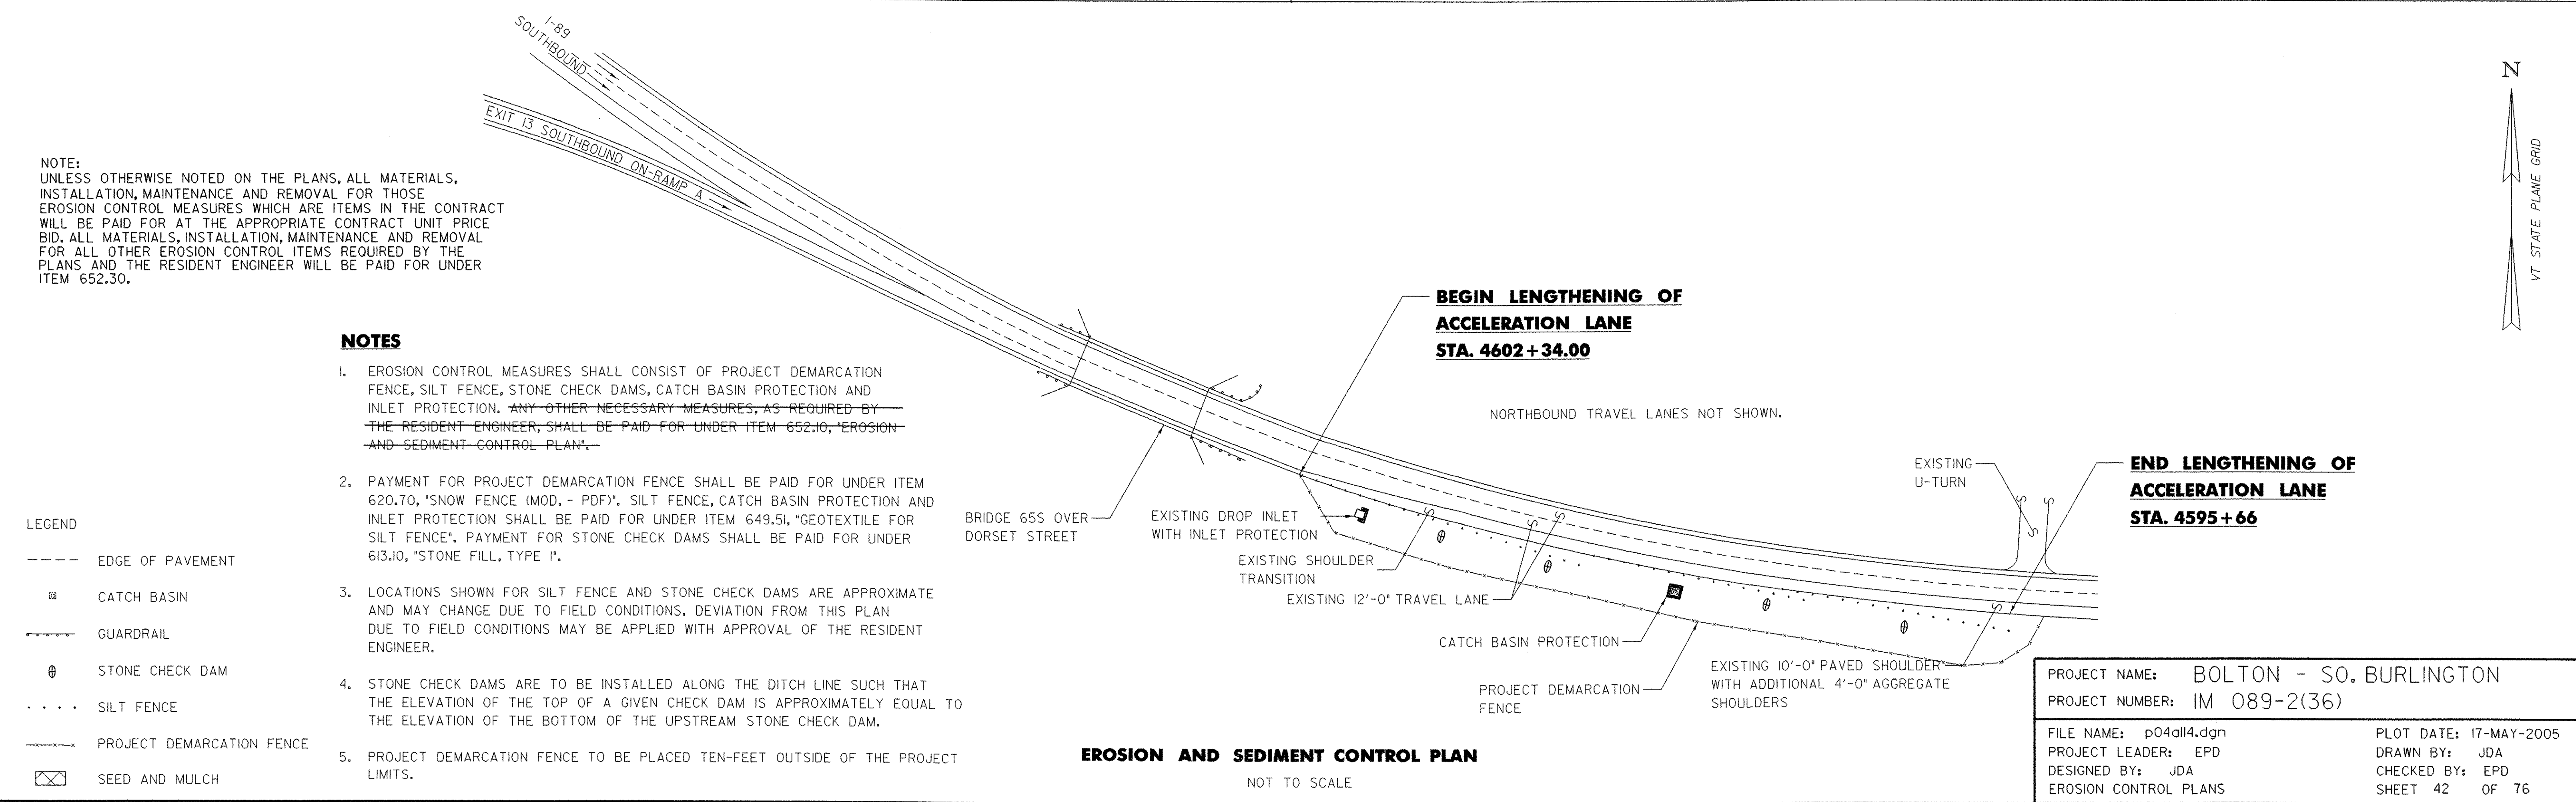 I-89
SOUTHBOUND
EXIT 13 SOUTHBOUND ON-RAMP A
N
VT STATE PLANE GRID
NOTE:
UNLESS OTHERWISE NOTED ON THE PLANS, ALL MATERIALS,
INSTALLATION, MAINTENANCE AND REMOVAL FOR THOSE
EROSION CONTROL MEASURES WHICH ARE ITEMS IN THE CONTRACT
WILL BE PAID FOR AT THE APPROPRIATE CONTRACT UNIT PRICE
BID. ALL MATERIALS, INSTALLATION, MAINTENANCE AND REMOVAL
FOR ALL OTHER EROSION CONTROL ITEMS REQUIRED BY THE
PLANS AND THE RESIDENT ENGINEER WILL BE PAID FOR UNDER
ITEM 652.30.
NOTES
1. EROSION CONTROL MEASURES SHALL CONSIST OF PROJECT DEMARCATION
FENCE, SILT FENCE, STONE CHECK DAMS, CATCH BASIN PROTECTION AND
INLET PROTECTION. ANY OTHER NECESSARY MEASURES, AS REQUIRED BY
THE RESIDENT ENGINEER, SHALL BE PAID FOR UNDER ITEM 652.10, "EROSION
AND SEDIMENT CONTROL PLAN".
2. PAYMENT FOR PROJECT DEMARCATION FENCE SHALL BE PAID FOR UNDER ITEM
620.70, "SNOW FENCE (MOD. - PDF)". SILT FENCE, CATCH BASIN PROTECTION AND
INLET PROTECTION SHALL BE PAID FOR UNDER ITEM 649.51, "GEOTEXTILE FOR
SILT FENCE". PAYMENT FOR STONE CHECK DAMS SHALL BE PAID FOR UNDER
613.10, "STONE FILL, TYPE I".
3. LOCATIONS SHOWN FOR SILT FENCE AND STONE CHECK DAMS ARE APPROXIMATE
AND MAY CHANGE DUE TO FIELD CONDITIONS. DEVIATION FROM THIS PLAN
DUE TO FIELD CONDITIONS MAY BE APPLIED WITH APPROVAL OF THE RESIDENT
ENGINEER.
4. STONE CHECK DAMS ARE TO BE INSTALLED ALONG THE DITCH LINE SUCH THAT
THE ELEVATION OF THE TOP OF A GIVEN CHECK DAM IS APPROXIMATELY EQUAL TO
THE ELEVATION OF THE BOTTOM OF THE UPSTREAM STONE CHECK DAM.
5. PROJECT DEMARCATION FENCE TO BE PLACED TEN-FEET OUTSIDE OF THE PROJECT
LIMITS.
LEGEND
EDGE OF PAVEMENT
CATCH BASIN
GUARDRAIL
STONE CHECK DAM
SILT FENCE
PROJECT DEMARCATION FENCE
SEED AND MULCH
BEGIN LENGTHENING OF
ACCELERATION LANE
STA. 4602+34.00
NORTHBOUND TRAVEL LANES NOT SHOWN.
EXISTING
U-TURN
END LENGTHENING OF
ACCELERATION LANE
STA. 4595+66
BRIDGE 65S OVER
DORSET STREET
EXISTING DROP INLET
WITH INLET PROTECTION
EXISTING SHOULDER
TRANSITION
EXISTING 12'-0" TRAVEL LANE
CATCH BASIN PROTECTION
PROJECT DEMARCATION
FENCE
EXISTING 10'-0" PAVED SHOULDER
WITH ADDITIONAL 4'-0" AGGREGATE
SHOULDERS
EROSION AND SEDIMENT CONTROL PLAN
NOT TO SCALE
PROJECT NAME: BOLTON - SO. BURLINGTON
PROJECT NUMBER: IM 089-2(36)
FILE NAME: p04all4.dgn
PLOT DATE: 17-MAY-2005
PROJECT LEADER: EPD
DRAWN BY: JDA
DESIGNED BY: JDA
CHECKED BY: EPD
EROSION CONTROL PLANS
SHEET 42 OF 76